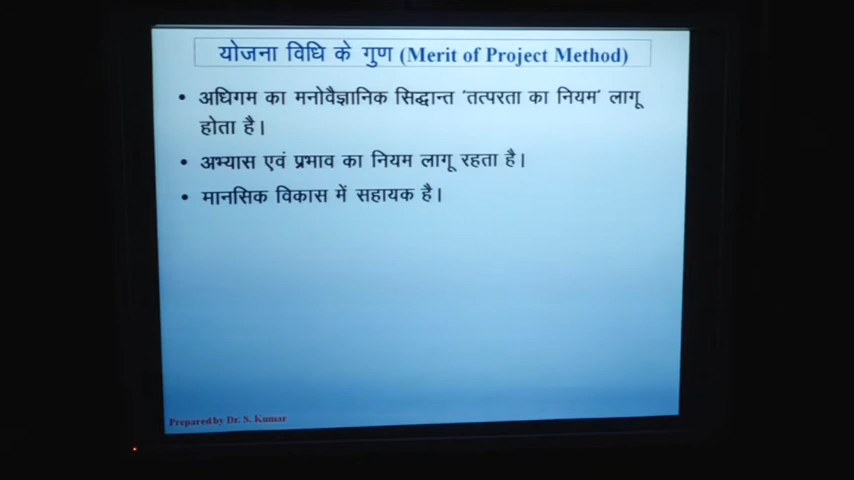 योजना विधि के गुण (Merit of Project Method)
• अधिगम का मनोवैज्ञानिक सिद्धान्त 'तत्परता का नियम' लागू
होता है।
• अभ्यास एवं प्रभाव का नियम लागू रहता है।
• मानसिक विकास में सहायक है।
Prepared by Dr. S. Kumar